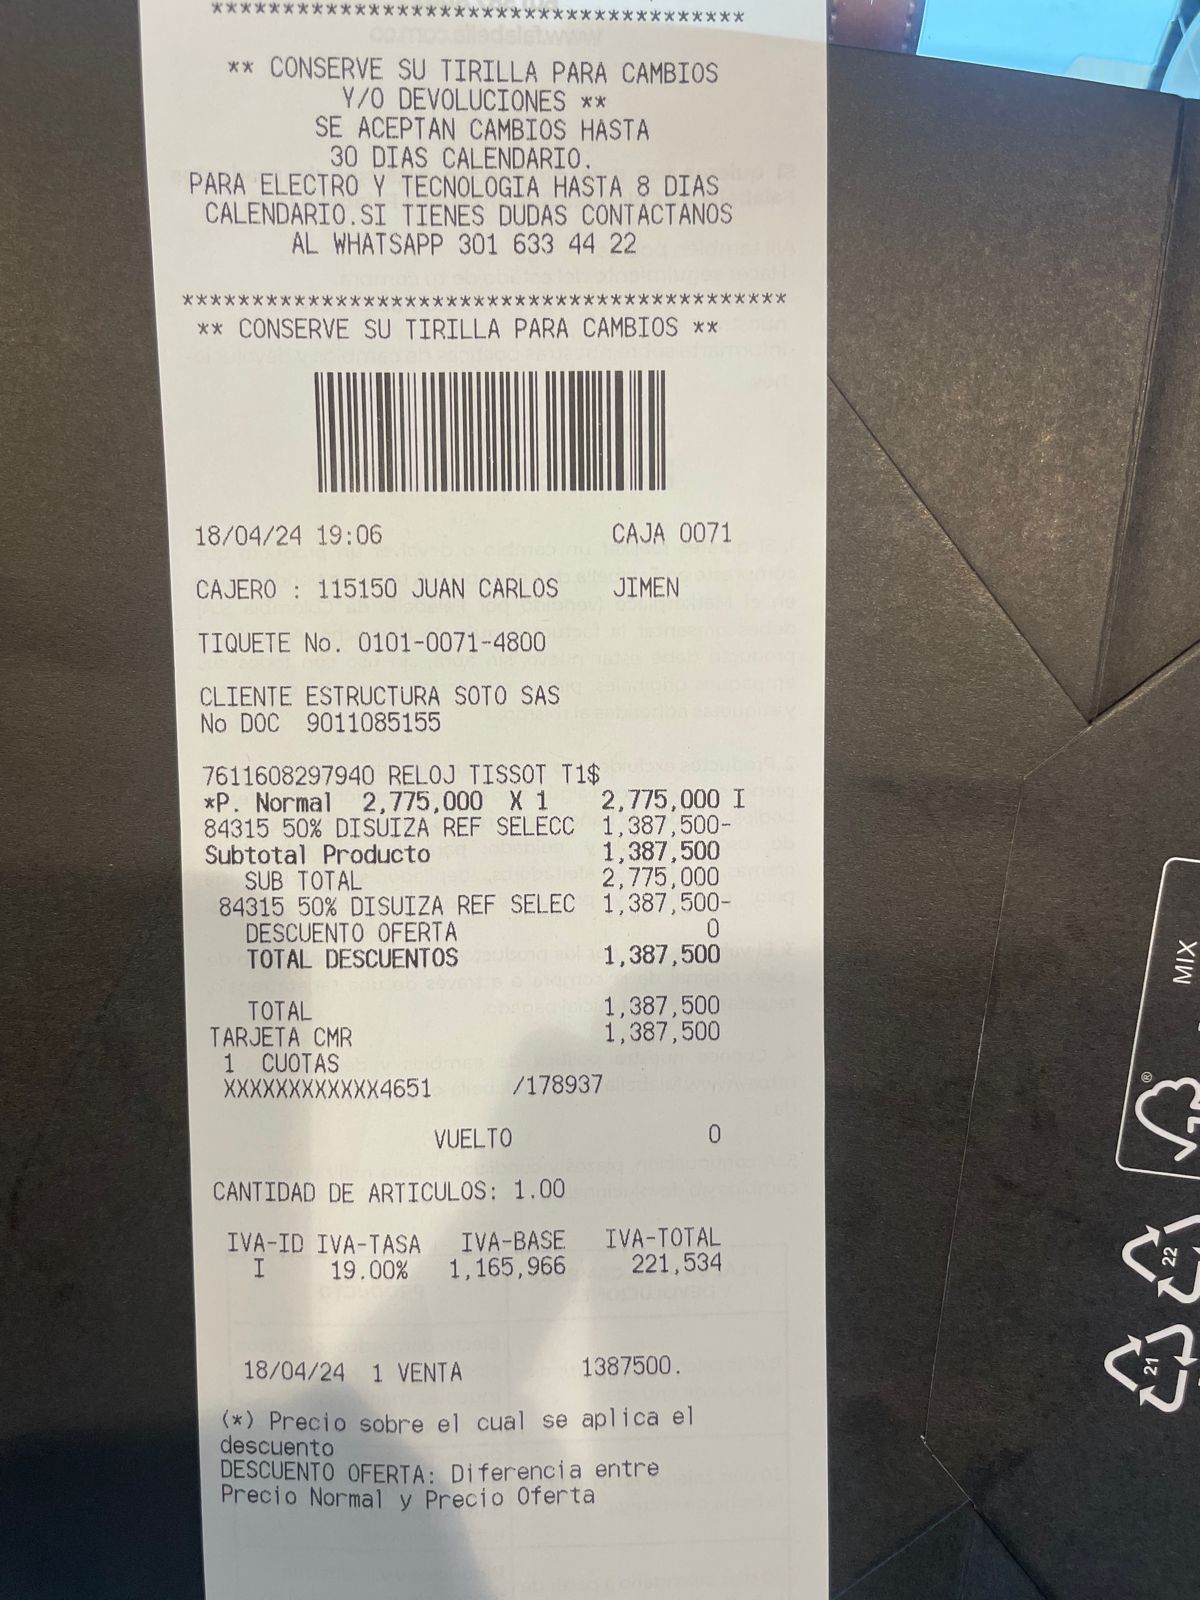 ********************************************
** CONSERVE SU TIRILLA PARA CAMBIOS
Y/O DEVOLUCIONES **
SE ACEPTAN CAMBIOS HASTA
30 DIAS CALENDARIO.
PARA ELECTRO Y TECNOLOGIA HASTA 8 DIAS
CALENDARIO.SI TIENES DUDAS CONTACTANOS
AL WHATSAPP 301 633 44 22
********************************************
** CONSERVE SU TIRILLA PARA CAMBIOS **
18/04/24 19:06 CAJA 0071
CAJERO : 115150 JUAN CARLOS JIMEN
TIQUETE No. 0101-0071-4800
CLIENTE ESTRUCTURA SOTO SAS
No DOC 9011085155
7611608297940 RELOJ TISSOT T1$
*P. Normal 2,775,000 X 1 2,775,000 I
84315 50% DISUIZA REF SELECC 1,387,500-
Subtotal Producto 1,387,500
SUB TOTAL 2,775,000
84315 50% DISUIZA REF SELEC 1,387,500-
DESCUENTO OFERTA 0
TOTAL DESCUENTOS 1,387,500
TOTAL 1,387,500
TARJETA CMR 1,387,500
1 CUOTAS
XXXXXXXXXXXX4651 /178937
VUELTO 0
CANTIDAD DE ARTICULOS: 1.00
IVA-ID IVA-TASA IVA-BASE IVA-TOTAL
I 19.00% 1,165,966 221,534
18/04/24 1 VENTA 1387500.
(*) Precio sobre el cual se aplica el
descuento
DESCUENTO OFERTA: Diferencia entre
Precio Normal y Precio Oferta
MIX
®
22
21